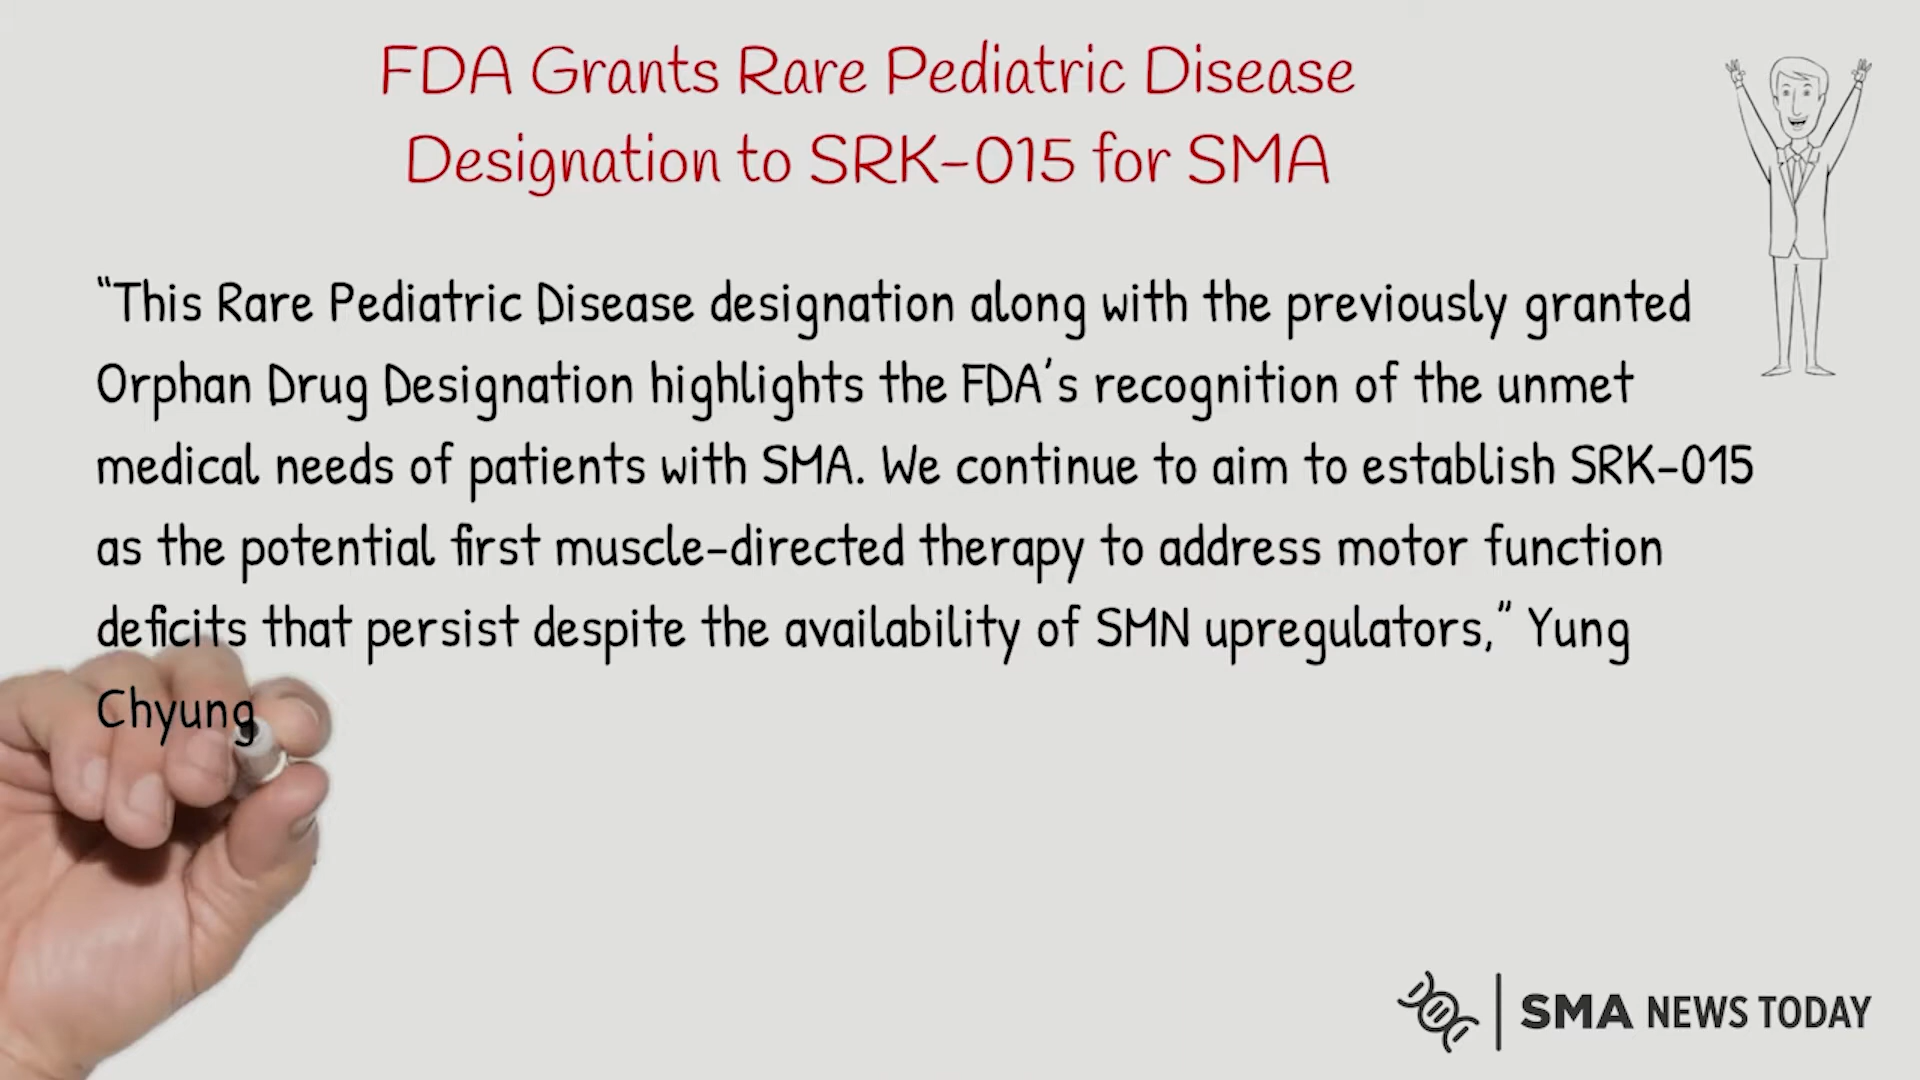 FDA Grants Rare Pediatric Disease
Designation to SRK-015 for SMA
“This Rare Pediatric Disease designation along with the previously granted
Orphan Drug Designation highlights the FDA’s recognition of the unmet
medical needs of patients with SMA. We continue to aim to establish SRK-015
as the potential first muscle-directed therapy to address motor function
deficits that persist despite the availability of SMN upregulators,” Yung
Chyung
SMA NEWS TODAY